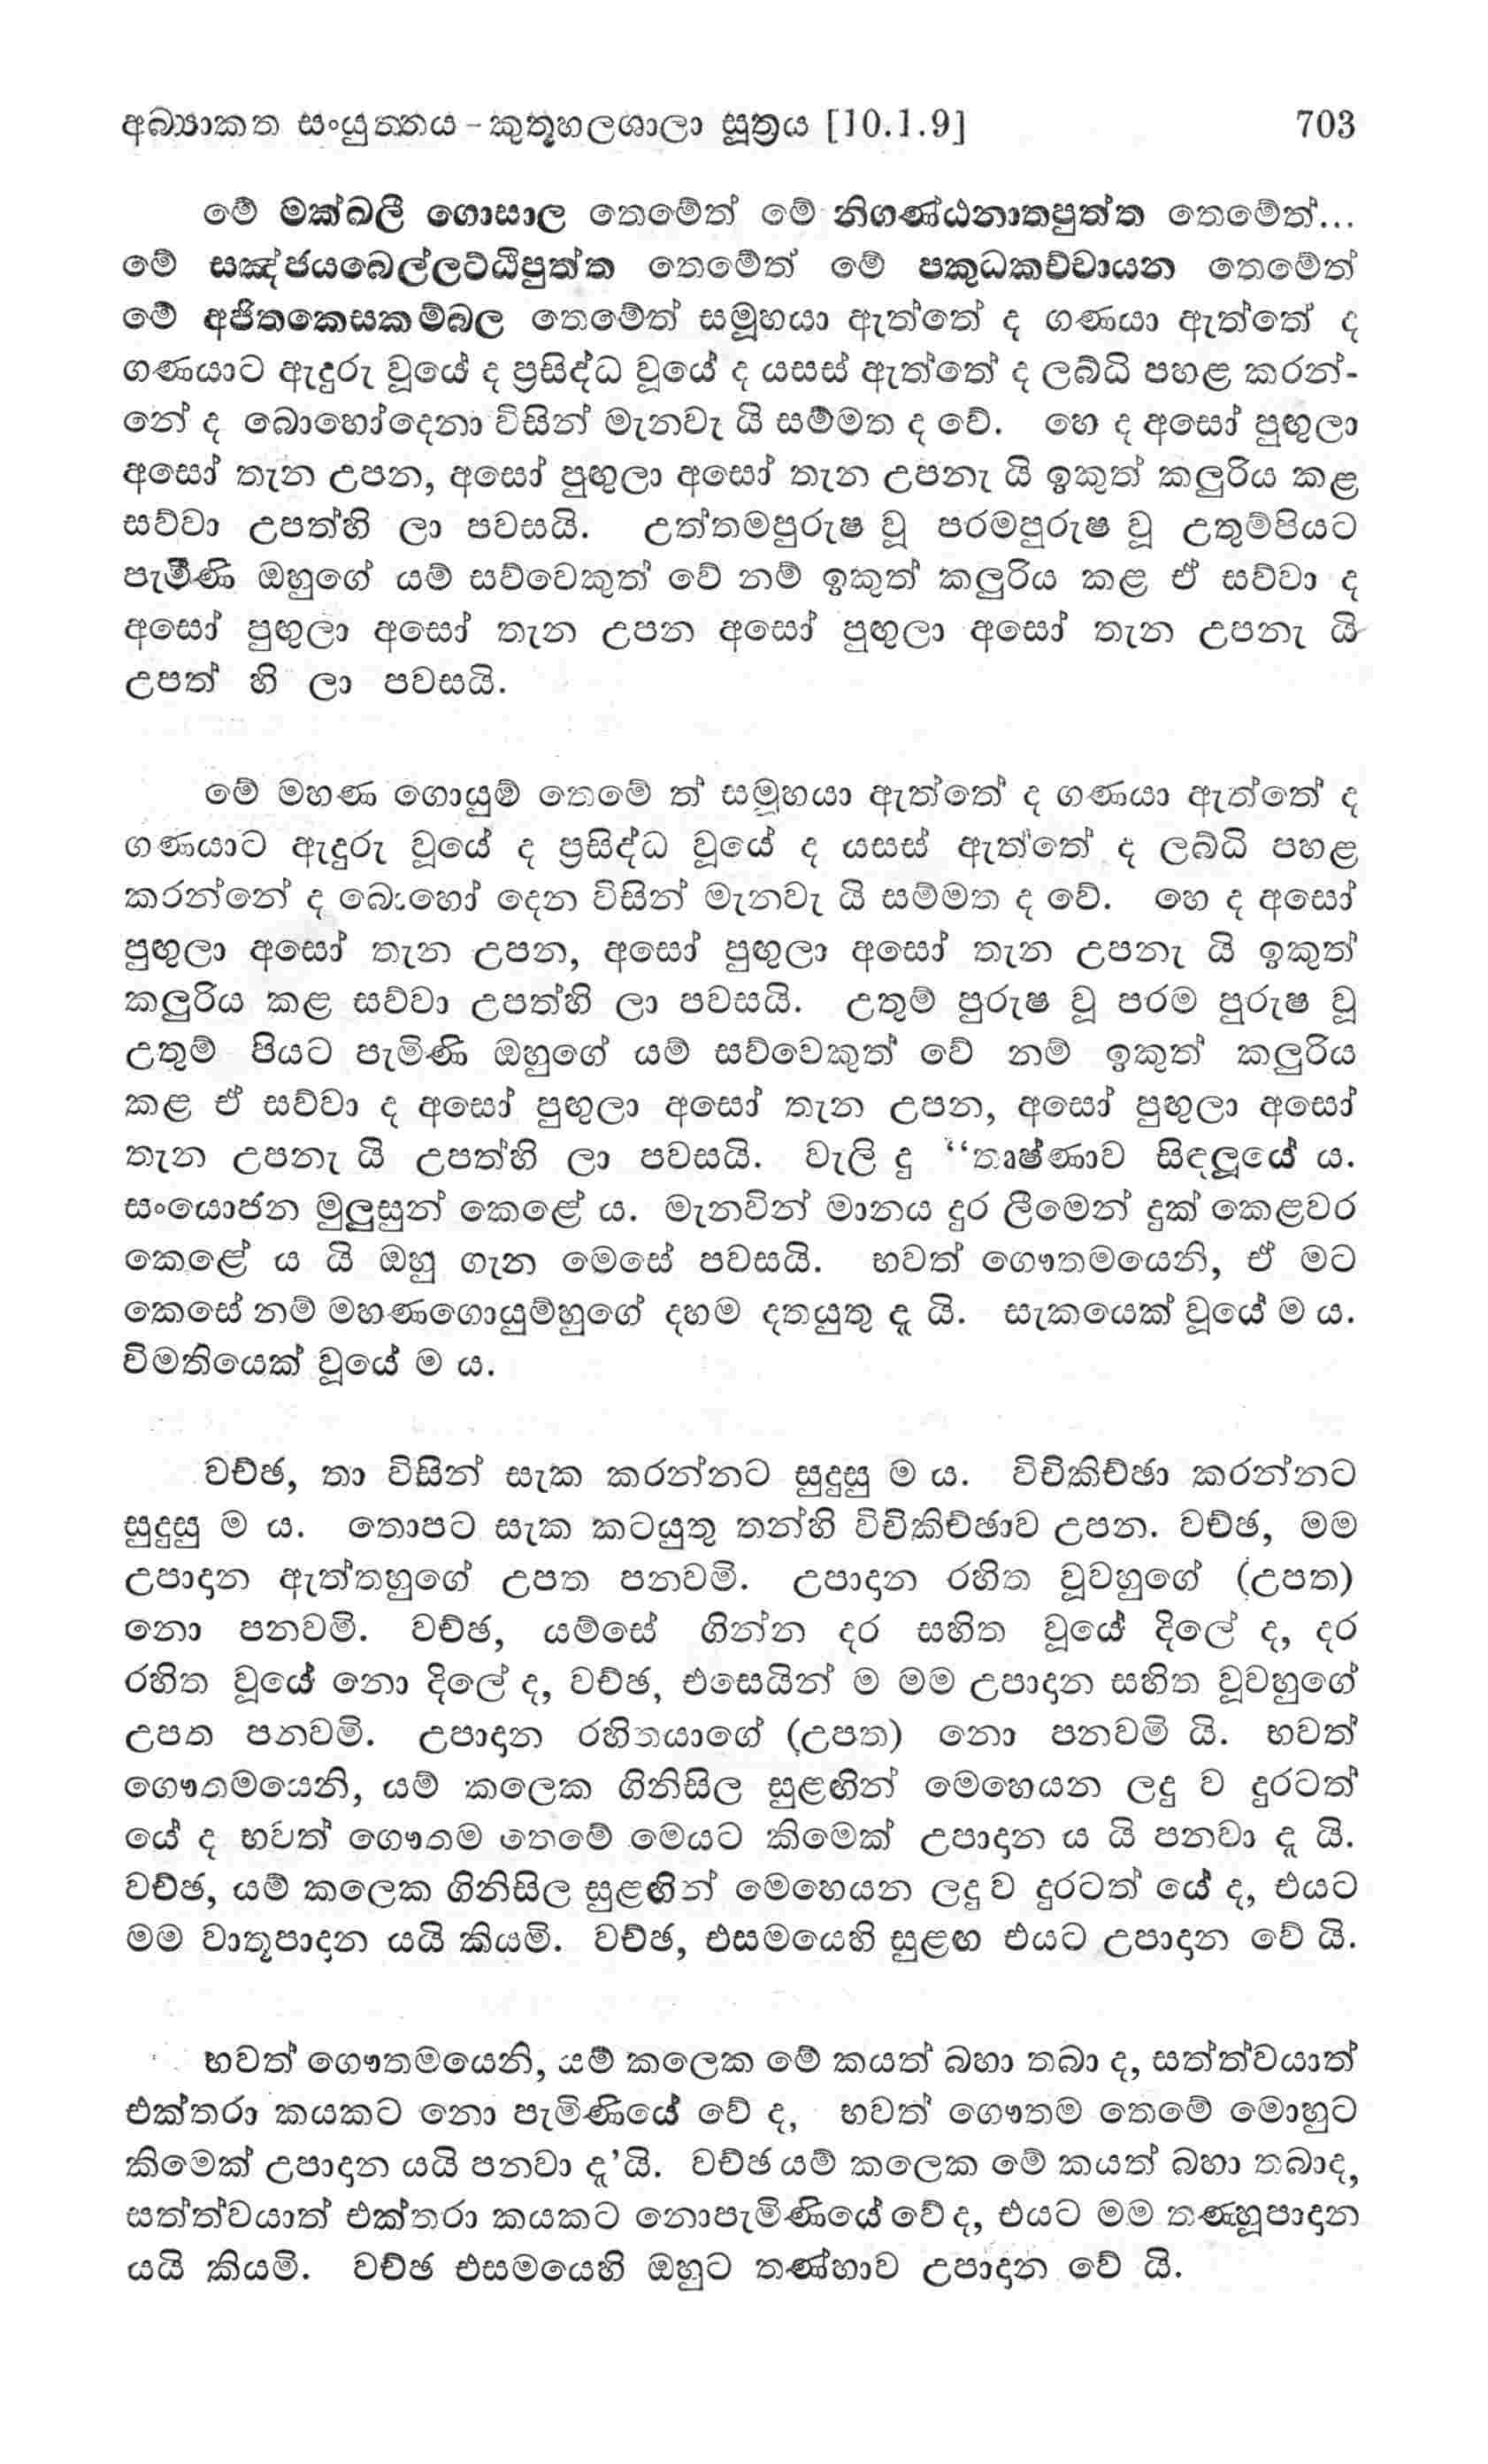 අබ්‍යාකත සංයුත්තය - කුතූහලශාලා සූත්‍රය [10.1.9] 703
මේ මක්ඛලී ගොසාල තෙමේත් මේ නිගණ්ඨනාතපුත්ත තෙමේත්...
මේ සඤ්ජයබෙල්ලට්ඨිපුත්ත තෙමේත් මේ පකුධකච්චායන තෙමේත්
මේ අජිතකෙසකම්බල තෙමේත් සමූහයා ඇත්තේ ද ගණයා ඇත්තේ ද
ගණයාට ඇදුරු වූයේ ද ප්‍රසිද්ධ වූයේ ද යසස් ඇත්තේ ද ලබ්ධි පහළ කරන්-
නේ ද බොහෝදෙනා විසින් මැනවැ යි සම්මත ද වේ. හෙ ද අසෝ පුඟුලා
අසෝ තැන උපන, අසෝ පුඟුලා අසෝ තැන උපනැ යි ඉකුත් කලුරිය කළ
සව්වා උපත්හි ලා පවසයි. උත්තමපුරුෂ වූ පරමපුරුෂ වූ උතුම්පියට
පැමීණි ඔහුගේ යම් සව්වෙකුත් වේ නම් ඉකුත් කලුරිය කළ ඒ සව්වා ද
අසෝ පුඟුලා අසෝ තැන උපන අසෝ පුඟුලා අසෝ තැන උපනැ යි
උපත් හි ලා පවසයි.
මේ මහණ ගොයුම් තෙමේ ත් සමූහයා ඇත්තේ ද ගණයා ඇත්තේ ද
ගණයාට ඇදුරු වූයේ ද ප්‍රසිද්ධ වූයේ ද යසස් ඇත්තේ ද ලබ්ධි පහළ
කරන්නේ ද බොහෝ දෙන විසින් මැනවැ යි සම්මත ද වේ. හෙ ද අසෝ
පුඟුලා අසෝ තැන උපන, අසෝ පුඟුලා අසෝ තැන උපනැ යි ඉකුත්
කලුරිය කළ සව්වා උපත්හි ලා පවසයි. උතුම් පුරුෂ වූ පරම පුරුෂ වූ
උතුම් පියට පැමිණි ඔහුගේ යම් සව්වෙකුත් වේ නම් ඉකුත් කලුරිය
කළ ඒ සව්වා ද අසෝ පුඟුලා අසෝ තැන උපන, අසෝ පුඟුලා අසෝ
තැන උපනැ යි උපත්හි ලා පවසයි. වැලි දු “තෘෂ්ණාව සිඳලූයේ ය.
සංයොජන මුලුසුන් කෙළේ ය. මැනවින් මානය දුර ලීමෙන් දුක් කෙළවර
කෙළේ ය යි ඔහු ගැන මෙසේ පවසයි. භවත් ගෞතමයෙනි, ඒ මට
කෙසේ නම් මහණගොයුම්හුගේ දහම දතයුතු දැ යි. සැකයෙක් වූයේ ම ය.
විමතියෙක් වූයේ ම ය.
වච්ඡ, තා විසින් සැක කරන්නට සුදුසු ම ය. විචිකිච්ඡා කරන්නට
සුදුසු ම ය. තොපට සැක කටයුතු තන්හි විචිකිච්ඡාව උපන. වච්ඡ, මම
උපාදාන ඇත්තහුගේ උපත පනවමි. උපාදාන රහිත වූවහුගේ (උපත)
නො පනවමි. වච්ඡ, යම්සේ ගින්න දර සහිත වූයේ දිලේ ද, දර
රහිත වූයේ නො දිලේ ද, වච්ඡ, එසෙයින් ම මම උපාදාන සහිත වූවහුගේ
උපත පනවමි. උපාදාන රහිතයාගේ (උපත) නො පනවමි යි. භවත්
ගෞතමයෙනි, යම් කලෙක ගිනිසිල සුළඟින් මෙහෙයන ලදු ව දුරටත්
යේ ද භවත් ගෞතම තෙමේ මෙයට කිමෙක් උපාදාන ය යි පනවා දැ යි.
වච්ඡ, යම් කලෙක ගිනිසිල සුළඟින් මෙහෙයන ලදු ව දුරටත් යේ ද, එයට
මම වාතූපාදාන යයි කියමි. වච්ඡ, එසමයෙහි සුළඟ එයට උපාදාන වේ යි.
භවත් ගෞතමයෙනි, යම් කලෙක මේ කයත් බහා තබා ද, සත්ත්වයාත්
එක්තරා කයකට නො පැමිණියේ වේ ද, භවත් ගෞතම තෙමේ මොහුට
කිමෙක් උපාදාන යයි පනවා දැ’යි. වච්ඡ යම් කලෙක මේ කයත් බහා තබාද,
සත්ත්වයාත් එක්තරා කයකට නොපැමිණියේ වේ ද, එයට මම තණ්හූපාදාන
යයි කියමි. වච්ඡ එසමයෙහි ඔහුට තණ්හාව උපාදාන වේ යි.